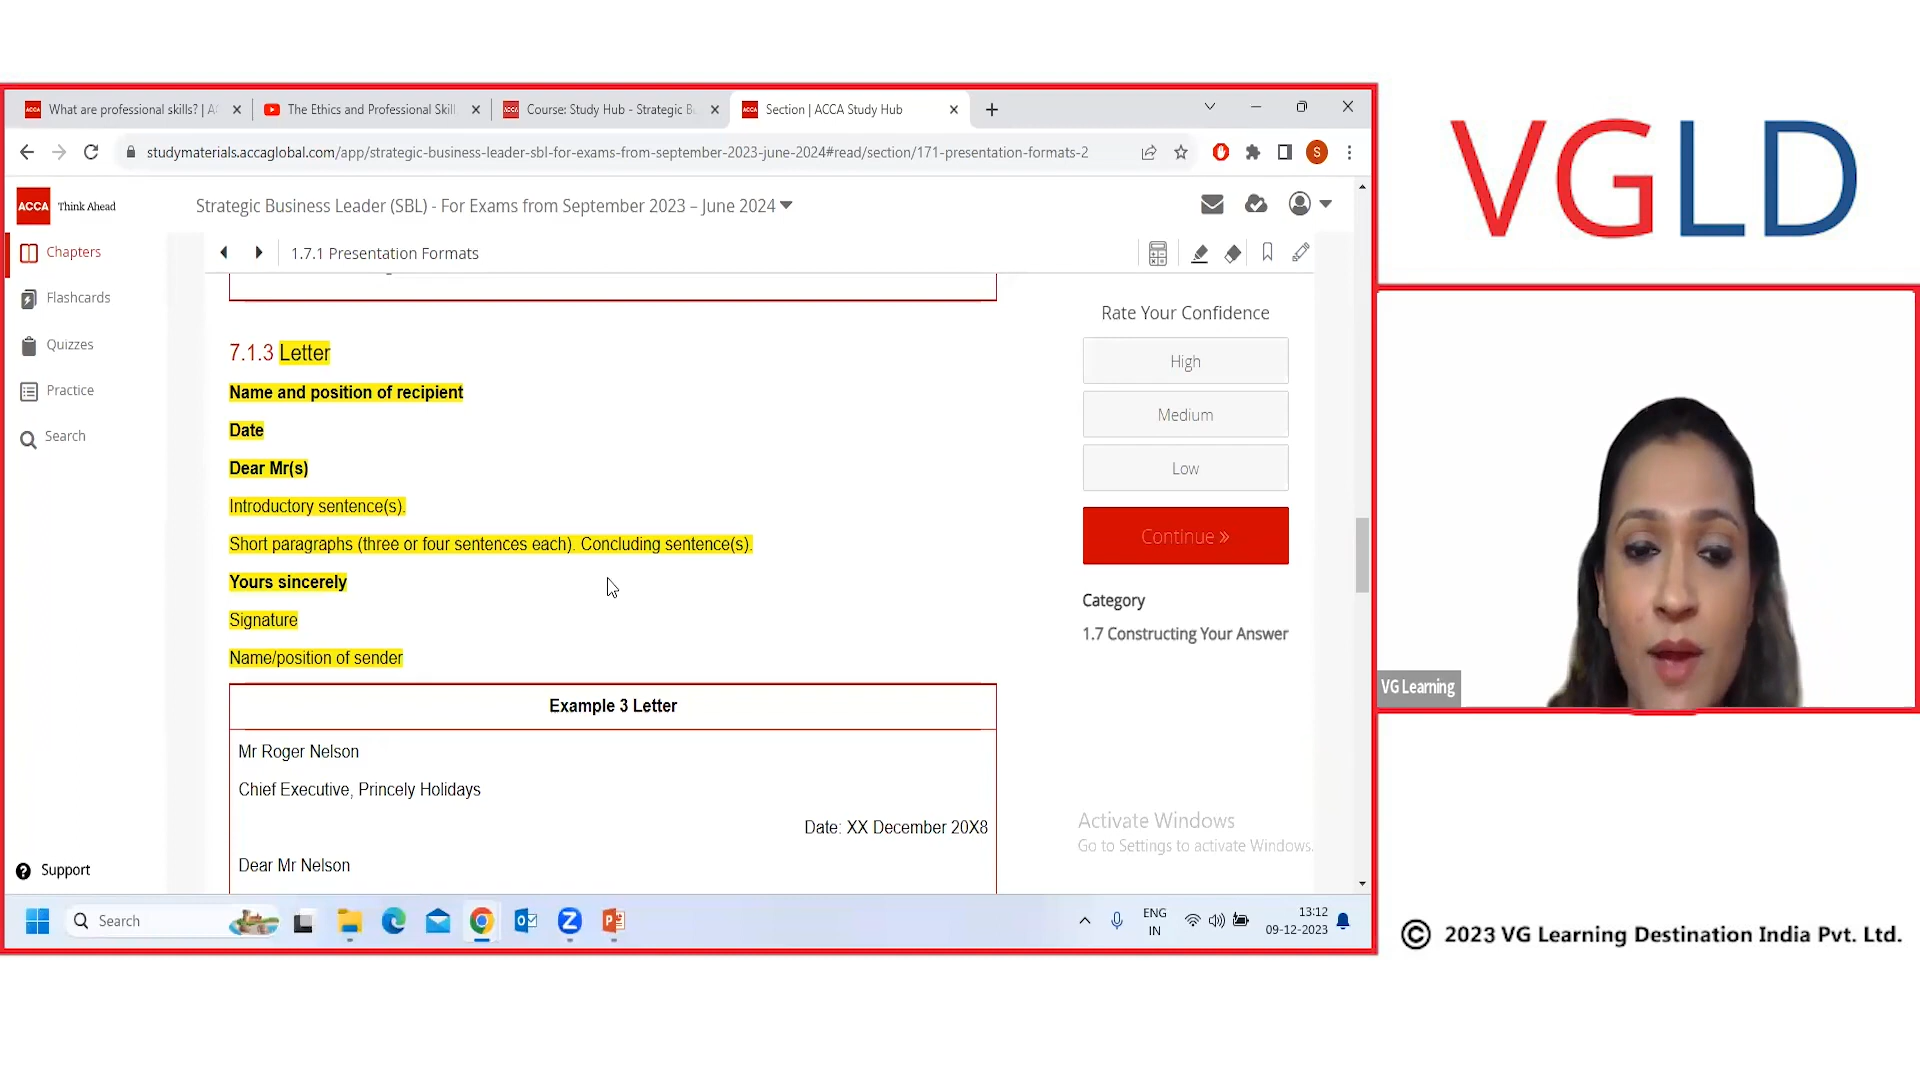 What are professional skills? | AC
The Ethics and Professional Skill
Course: Study Hub - Strategic B
Section | ACCA Study Hub
studymaterials.accaglobal.com/app/strategic-business-leader-sbl-for-exams-from-september-2023-june-2024#read/section/171-presentation-formats-2
S
ACCA
Think Ahead
Strategic Business Leader (SBL) - For Exams from September 2023 – June 2024
Chapters
Flashcards
Quizzes
Practice
Search
Support
1.7.1 Presentation Formats
7.1.3 Letter
Name and position of recipient
Date
Dear Mr(s)
Introductory sentence(s).
Short paragraphs (three or four sentences each). Concluding sentence(s).
Yours sincerely
Signature
Name/position of sender
Example 3 Letter
Mr Roger Nelson
Chief Executive, Princely Holidays
Date: XX December 20X8
Dear Mr Nelson
Rate Your Confidence
High
Medium
Low
Continue »
Category
1.7 Constructing Your Answer
Activate Windows
Go to Settings to activate Windows.
Search
ENG
IN
13:12
09-12-2023
VGLD
VG Learning
© 2023 VG Learning Destination India Pvt. Ltd.